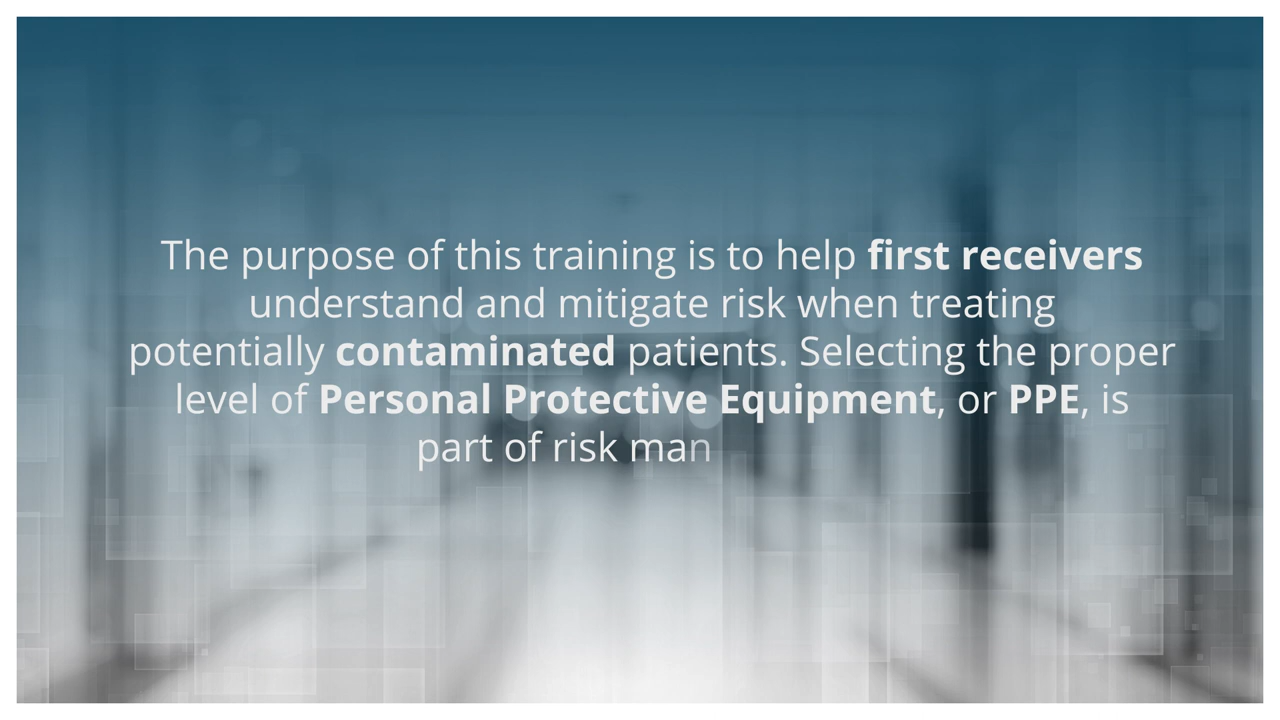 The purpose of this training is to help first receivers
understand and mitigate risk when treating
potentially contaminated patients. Selecting the proper
level of Personal Protective Equipment, or PPE, is
part of risk man